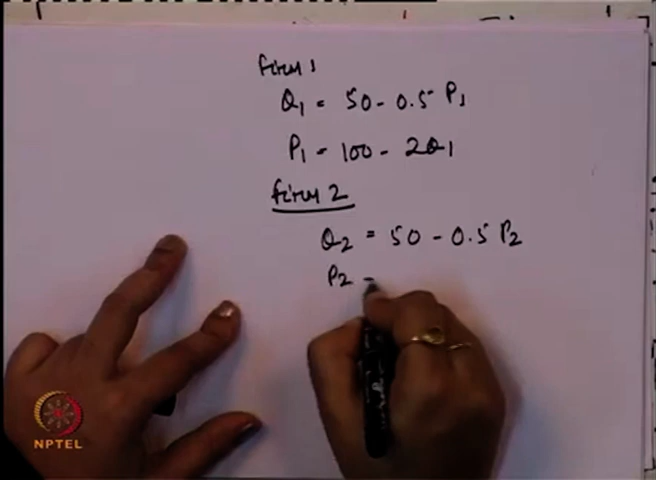 firm 1
Q1 = 50 - 0.5 P1
P1 = 100 - 2Q1
firm 2
Q2 = 50 - 0.5 P2
P2 =
NPTEL